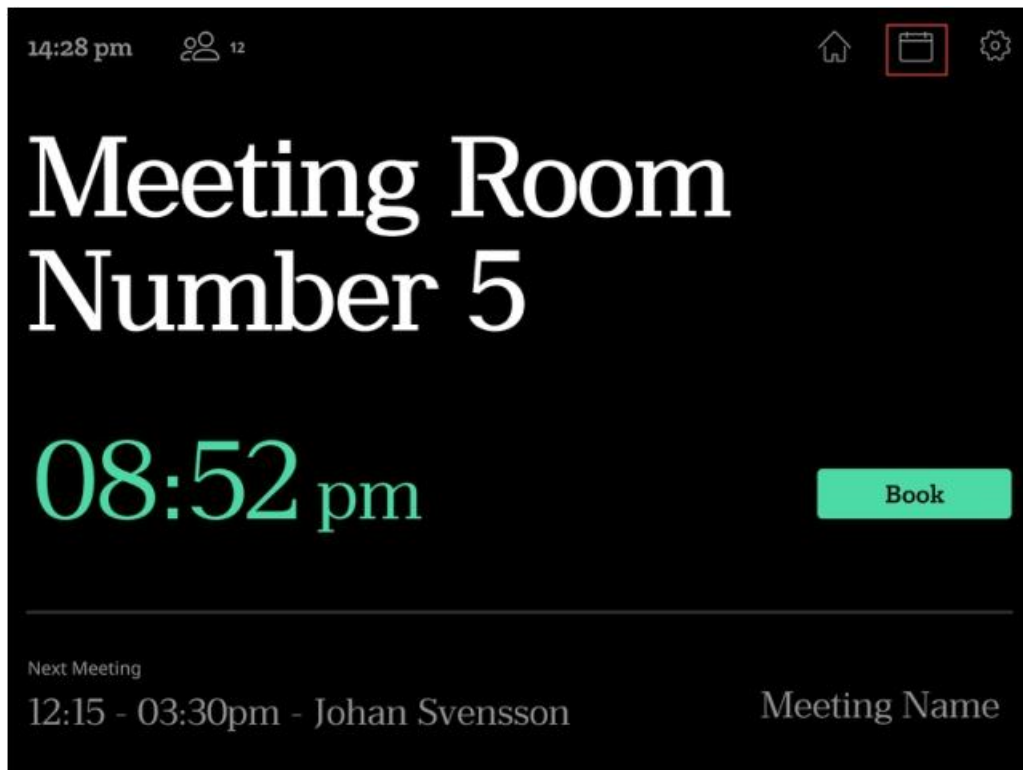 14:28 pm 12
Meeting Room
Number 5
08:52 pm
Book
Next Meeting
12:15 - 03:30pm - Johan Svensson
Meeting Name